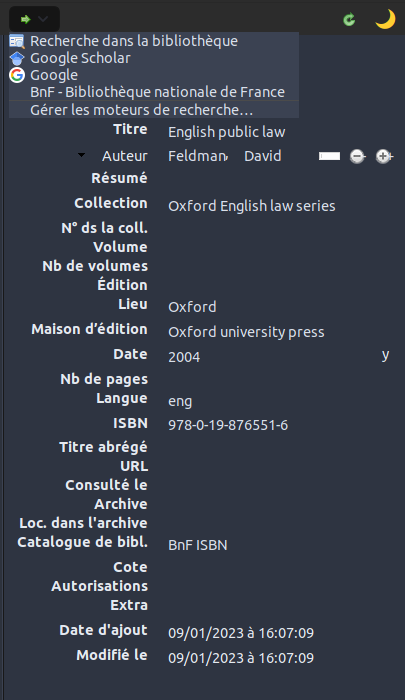 Recherche dans la bibliothèque
Google Scholar
Google
BnF - Bibliothèque nationale de France
Gérer les moteurs de recherche...
Titre English public law
Auteur Feldman, David
Résumé
Collection Oxford English law series
N° ds la coll.
Volume
Nb de volumes
Édition
Lieu Oxford
Maison d’édition Oxford university press
Date 2004 y
Nb de pages
Langue eng
ISBN 978-0-19-876551-6
Titre abrégé
URL
Consulté le
Archive
Loc. dans l'archive
Catalogue de bibl. BnF ISBN
Cote
Autorisations
Extra
Date d'ajout 09/01/2023 à 16:07:09
Modifié le 09/01/2023 à 16:07:09